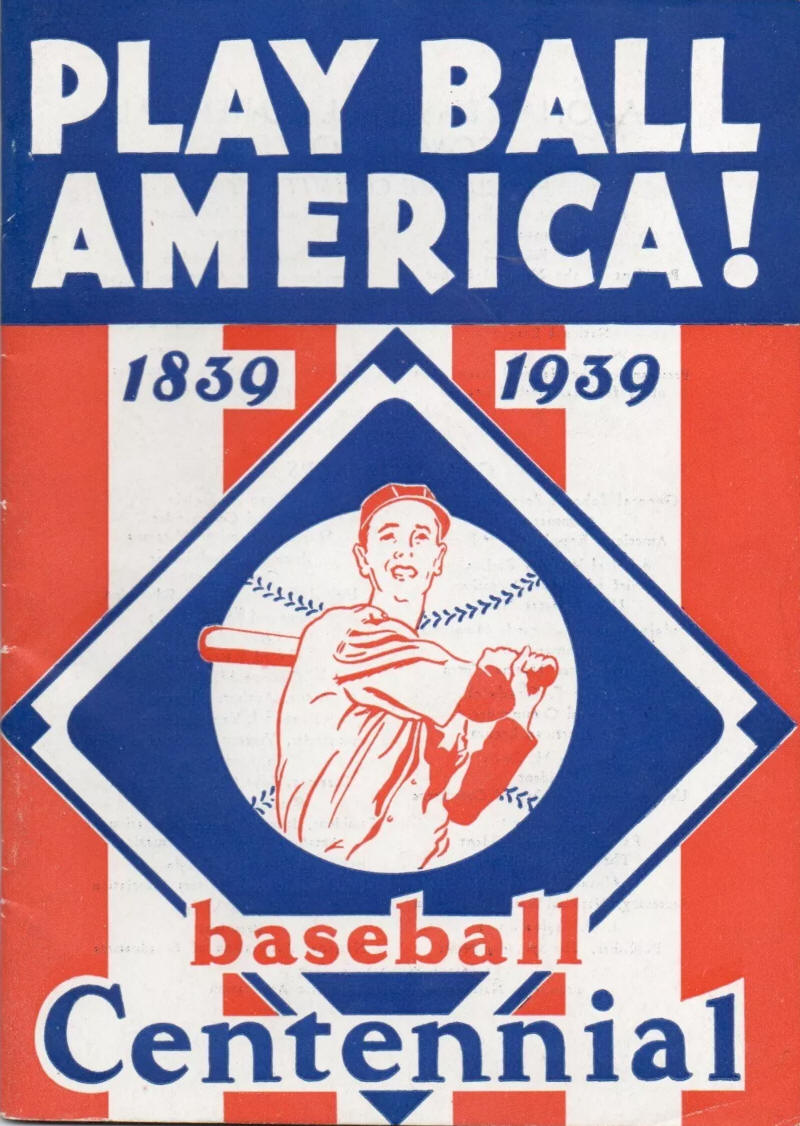 PLAY BALL
AMERICA!
1839 1939
baseball
Centennial